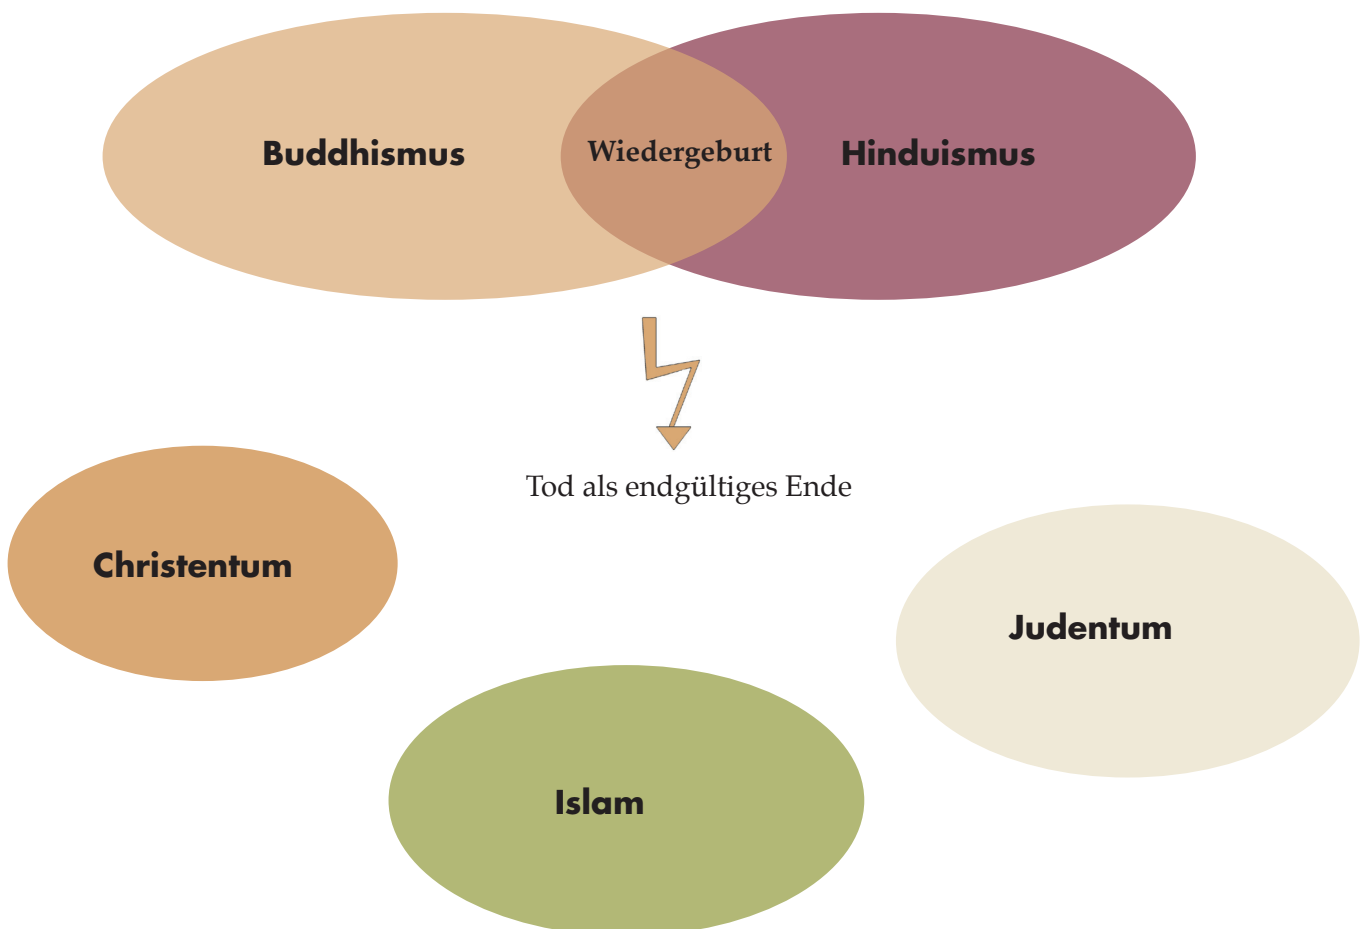 Buddhismus
Wiedergeburt
Hinduismus
Tod als endgültiges Ende
Christentum
Judentum
Islam